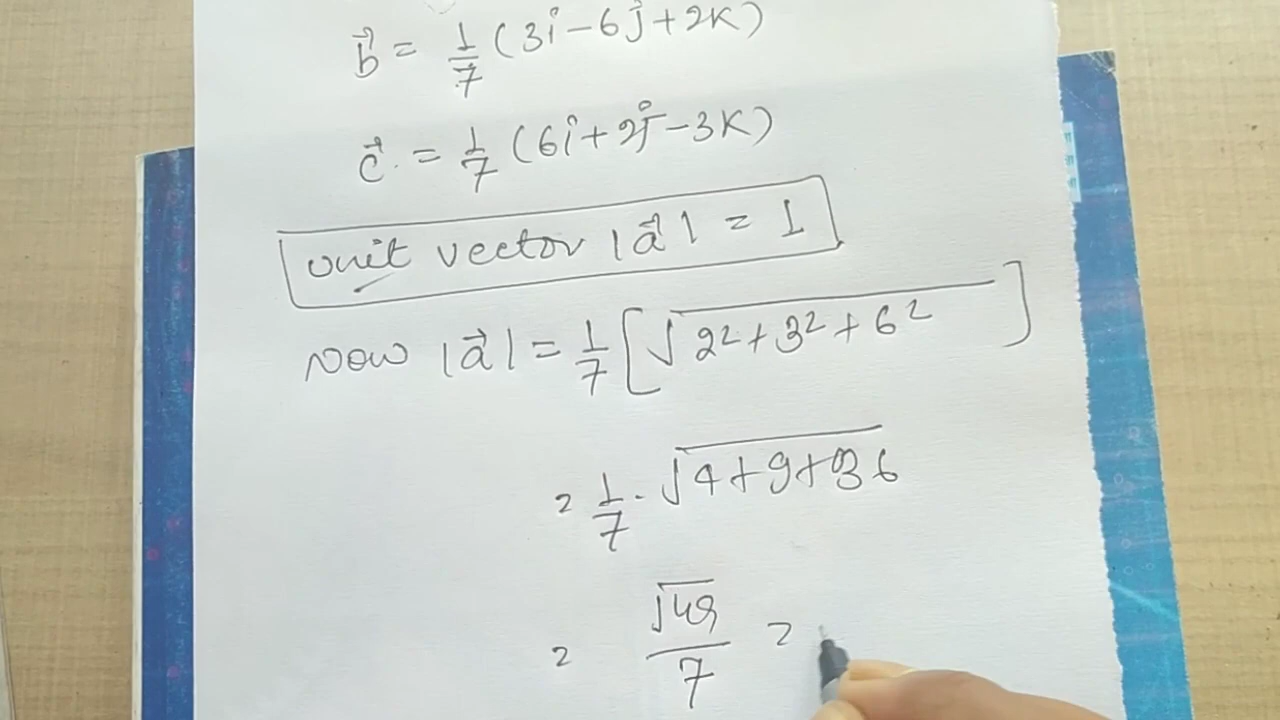 b⃗ = 1/7 (3i-6j+2k)
c⃗ = 1/7 (6i+2j-3k)
unit vector |a⃗| = 1
Now |a⃗| = 1/7 [√2²+3²+6²]
= 1/7 · √4+9+36
= √49/7 =